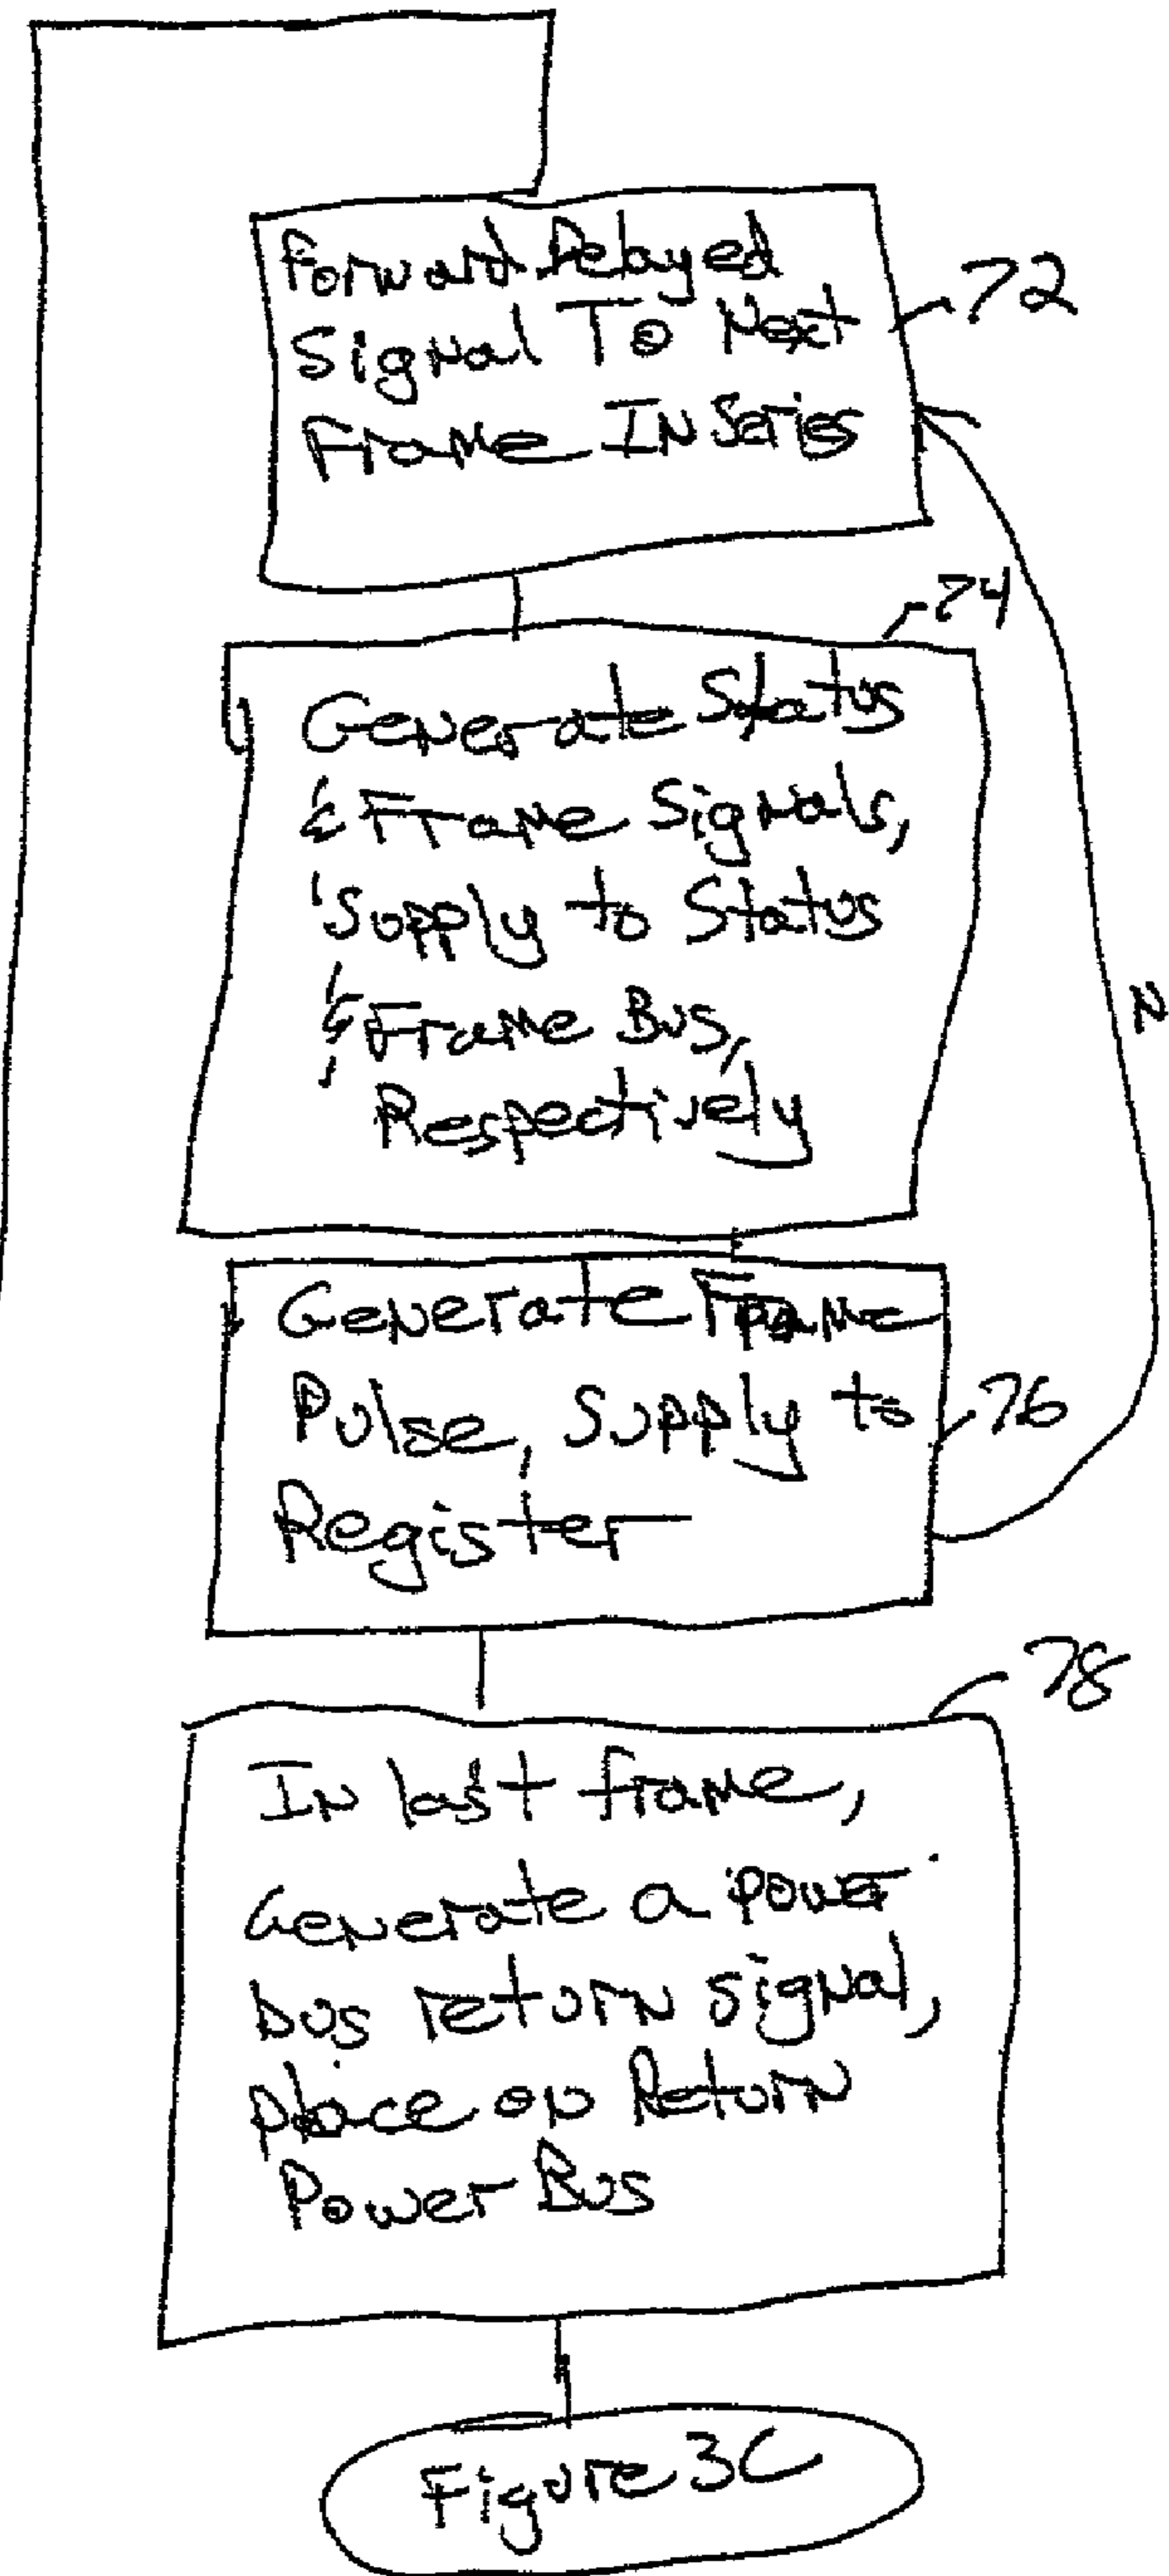 Forward Delayed
Signal To Next
Frame IN Series
72
74
Generate Status
& Frame Signals,
Supply to Status
& Frame Bus,
Respectively
N
Generate Frame
Pulse, Supply to
Register
76
78
In last frame,
Generate a power
bus return signal,
place on Return
Power Bus
Figure 3C